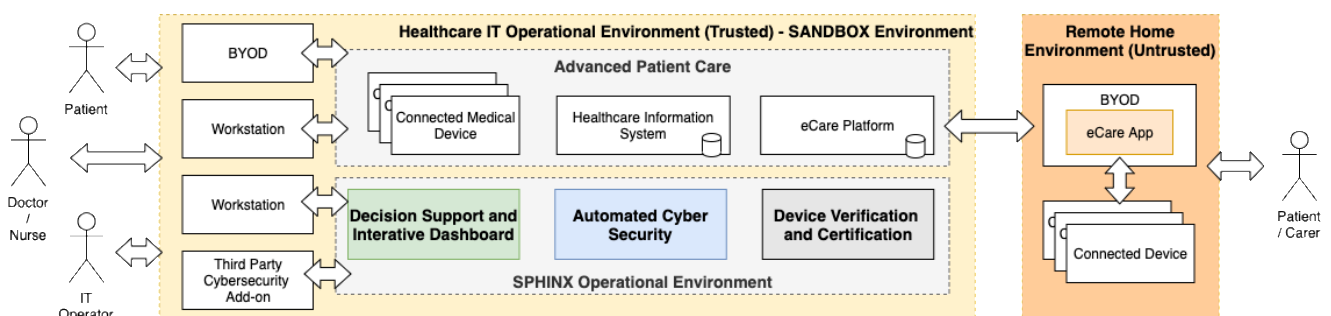 Healthcare IT Operational Environment (Trusted) - SANDBOX Environment
Patient
Doctor
/
Nurse
IT
Operator
BYOD
Workstation
Workstation
Third Party
Cybersecurity
Add-on
Advanced Patient Care
C
C
Connected Medical
Device
Healthcare Information
System
eCare Platform
Decision Support and
Interative Dashboard
Automated Cyber
Security
Device Verification
and Certification
SPHINX Operational Environment
Remote Home
Environment (Untrusted)
BYOD
eCare App
C
C
Connected Device
Patient
/ Carer